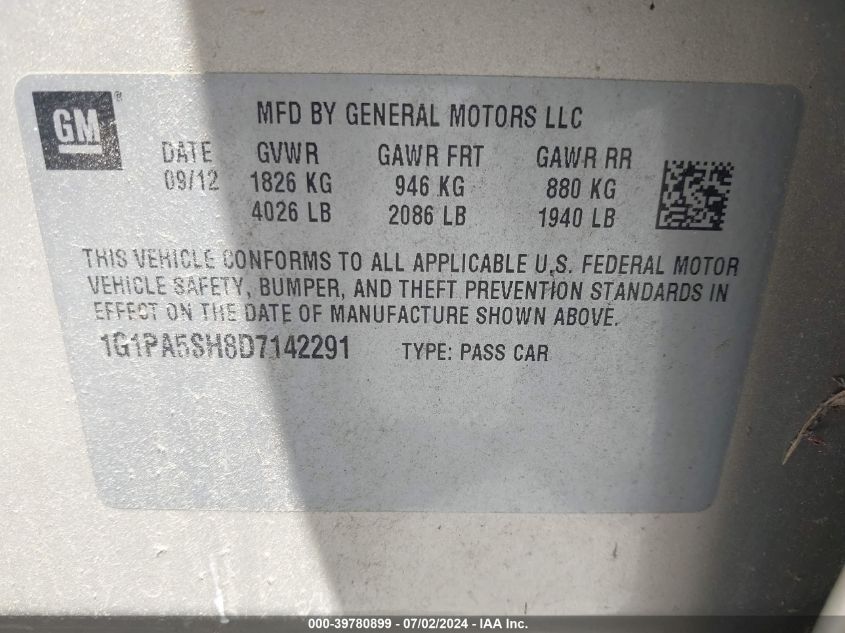 GM®
MFD BY GENERAL MOTORS LLC
DATE GVWR GAWR FRT GAWR RR
09/12 1826 KG 946 KG 880 KG
4026 LB 2086 LB 1940 LB
THIS VEHICLE CONFORMS TO ALL APPLICABLE U.S. FEDERAL MOTOR
VEHICLE SAFETY, BUMPER, AND THEFT PREVENTION STANDARDS IN
EFFECT ON THE DATE OF MANUFACTURE SHOWN ABOVE.
1G1PA5SH8D7142291 TYPE: PASS CAR
000-39780899 - 07/02/2024 - IAA Inc.